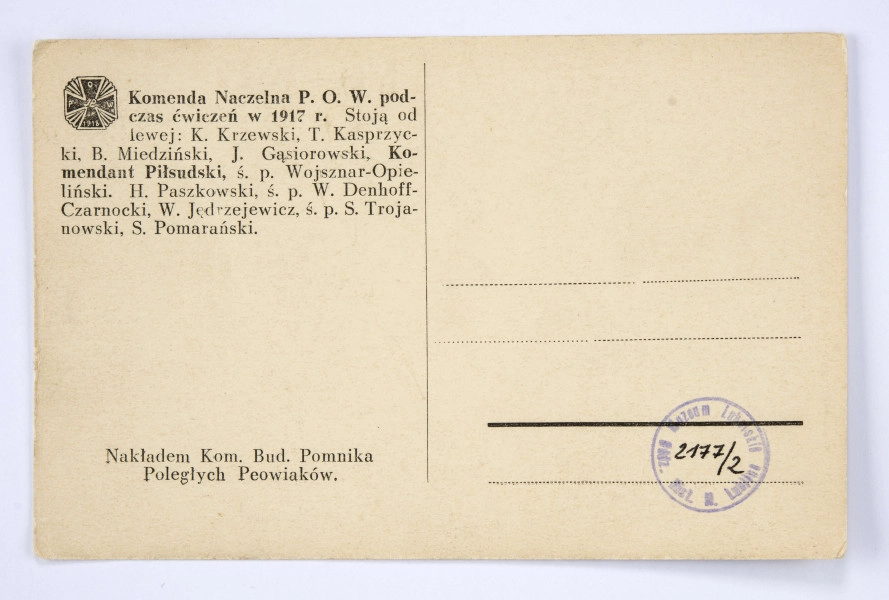 Komenda Naczelna P. O. W. pod-
czas ćwiczeń w 1917 r. Stoją od
lewej: K. Krzewski, T. Kasprzyc-
ki, B. Miedziński, J. Gąsiorowski, Ko-
mendant Piłsudski, ś. p. Wojsznar-Opie-
liński. H. Paszkowski, ś. p. W. Denhoff-
Czarnocki, W. Jędrzejewicz, ś. p. S. Troja-
nowski, S. Pomarański.
Nakładem Kom. Bud. Pomnika
Poległych Peowiaków.
Muzeum
2177/2